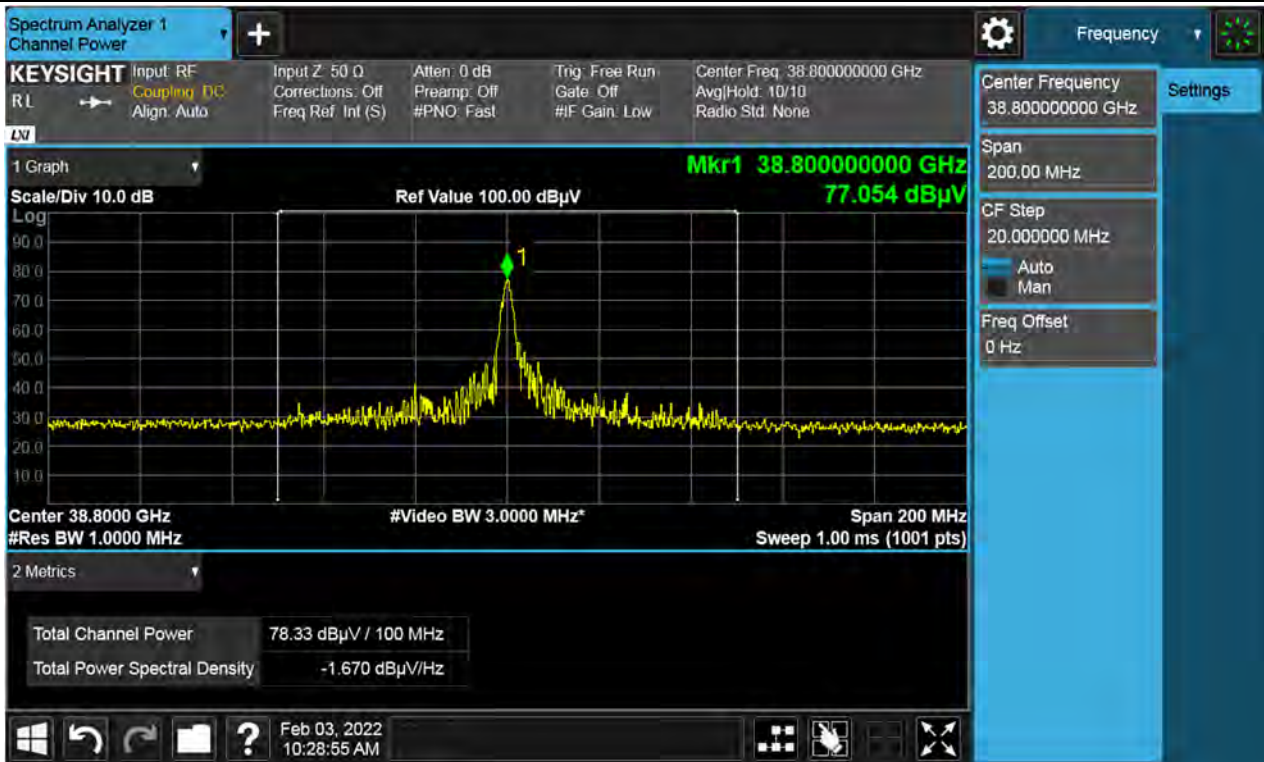 Spectrum Analyzer 1
Channel Power
+
Frequency
KEYSIGHT
RL
LXI
Input: RF
Coupling: DC
Align: Auto
Input Z: 50 Ω
Corrections: Off
Freq Ref: Int (S)
Atten: 0 dB
Preamp: Off
#PNO: Fast
Trig: Free Run
Gate: Off
#IF Gain: Low
Center Freq: 38.800000000 GHz
Avg|Hold: 10/10
Radio Std: None
Center Frequency
38.800000000 GHz
Settings
Span
200.00 MHz
CF Step
20.000000 MHz
Auto
Man
Freq Offset
0 Hz
1 Graph
Mkr1 38.800000000 GHz
77.054 dBµV
Scale/Div 10.0 dB
Ref Value 100.00 dBµV
Log
90.0
80.0
70.0
60.0
50.0
40.0
30.0
20.0
10.0
1
Center 38.8000 GHz
#Video BW 3.0000 MHz*
Span 200 MHz
#Res BW 1.0000 MHz
Sweep 1.00 ms (1001 pts)
2 Metrics
Total Channel Power 78.33 dBµV / 100 MHz
Total Power Spectral Density -1.670 dBµV/Hz
?
Feb 03, 2022
10:28:55 AM